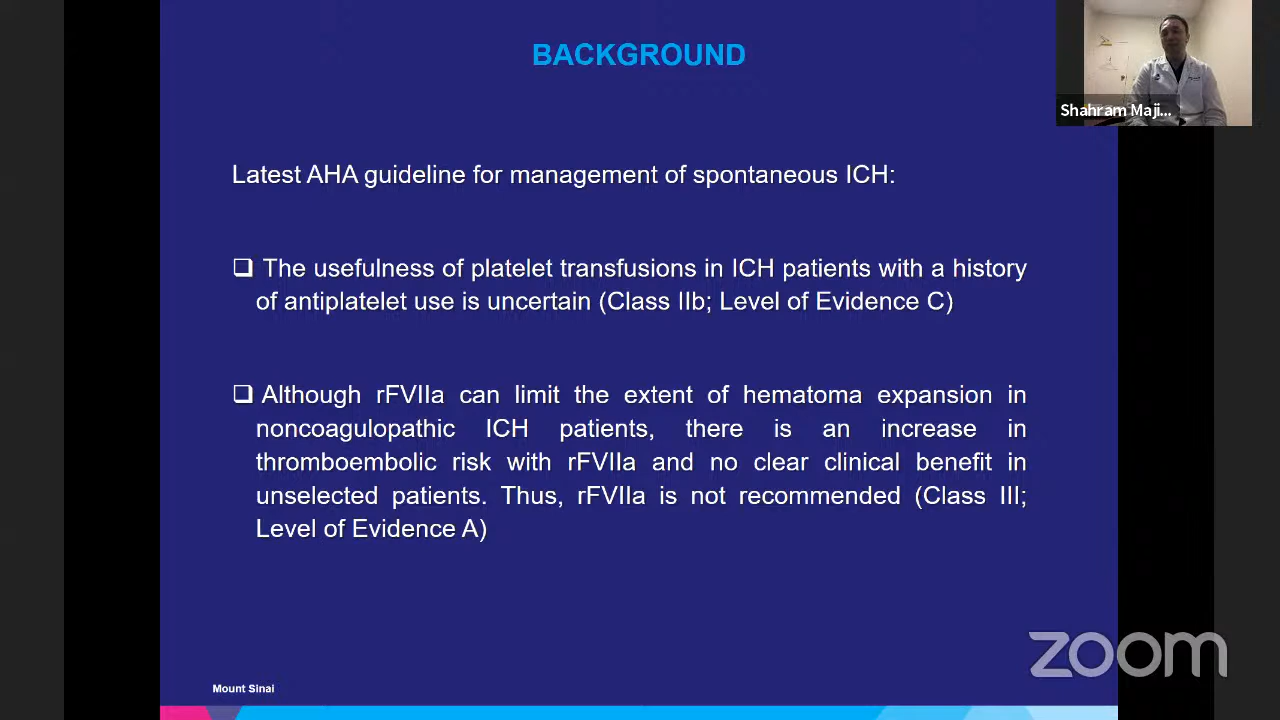 BACKGROUND
Shahram Maji...
Latest AHA guideline for management of spontaneous ICH:
❑ The usefulness of platelet transfusions in ICH patients with a history
of antiplatelet use is uncertain (Class IIb; Level of Evidence C)
❑ Although rFVIIa can limit the extent of hematoma expansion in
noncoagulopathic ICH patients, there is an increase in
thromboembolic risk with rFVIIa and no clear clinical benefit in
unselected patients. Thus, rFVIIa is not recommended (Class III;
Level of Evidence A)
zoom
Mount Sinai